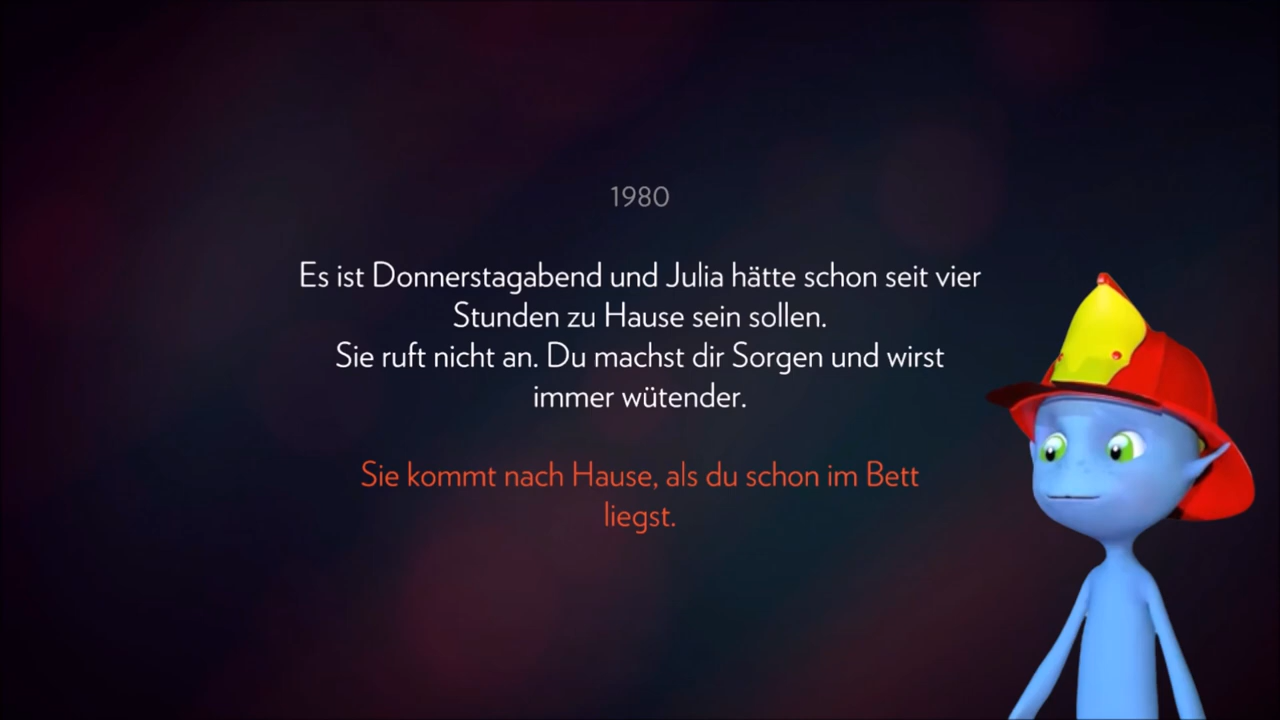 1980
Es ist Donnerstagabend und Julia hätte schon seit vier
Stunden zu Hause sein sollen.
Sie ruft nicht an. Du machst dir Sorgen und wirst
immer wütender.
Sie kommt nach Hause, als du schon im Bett
liegst.